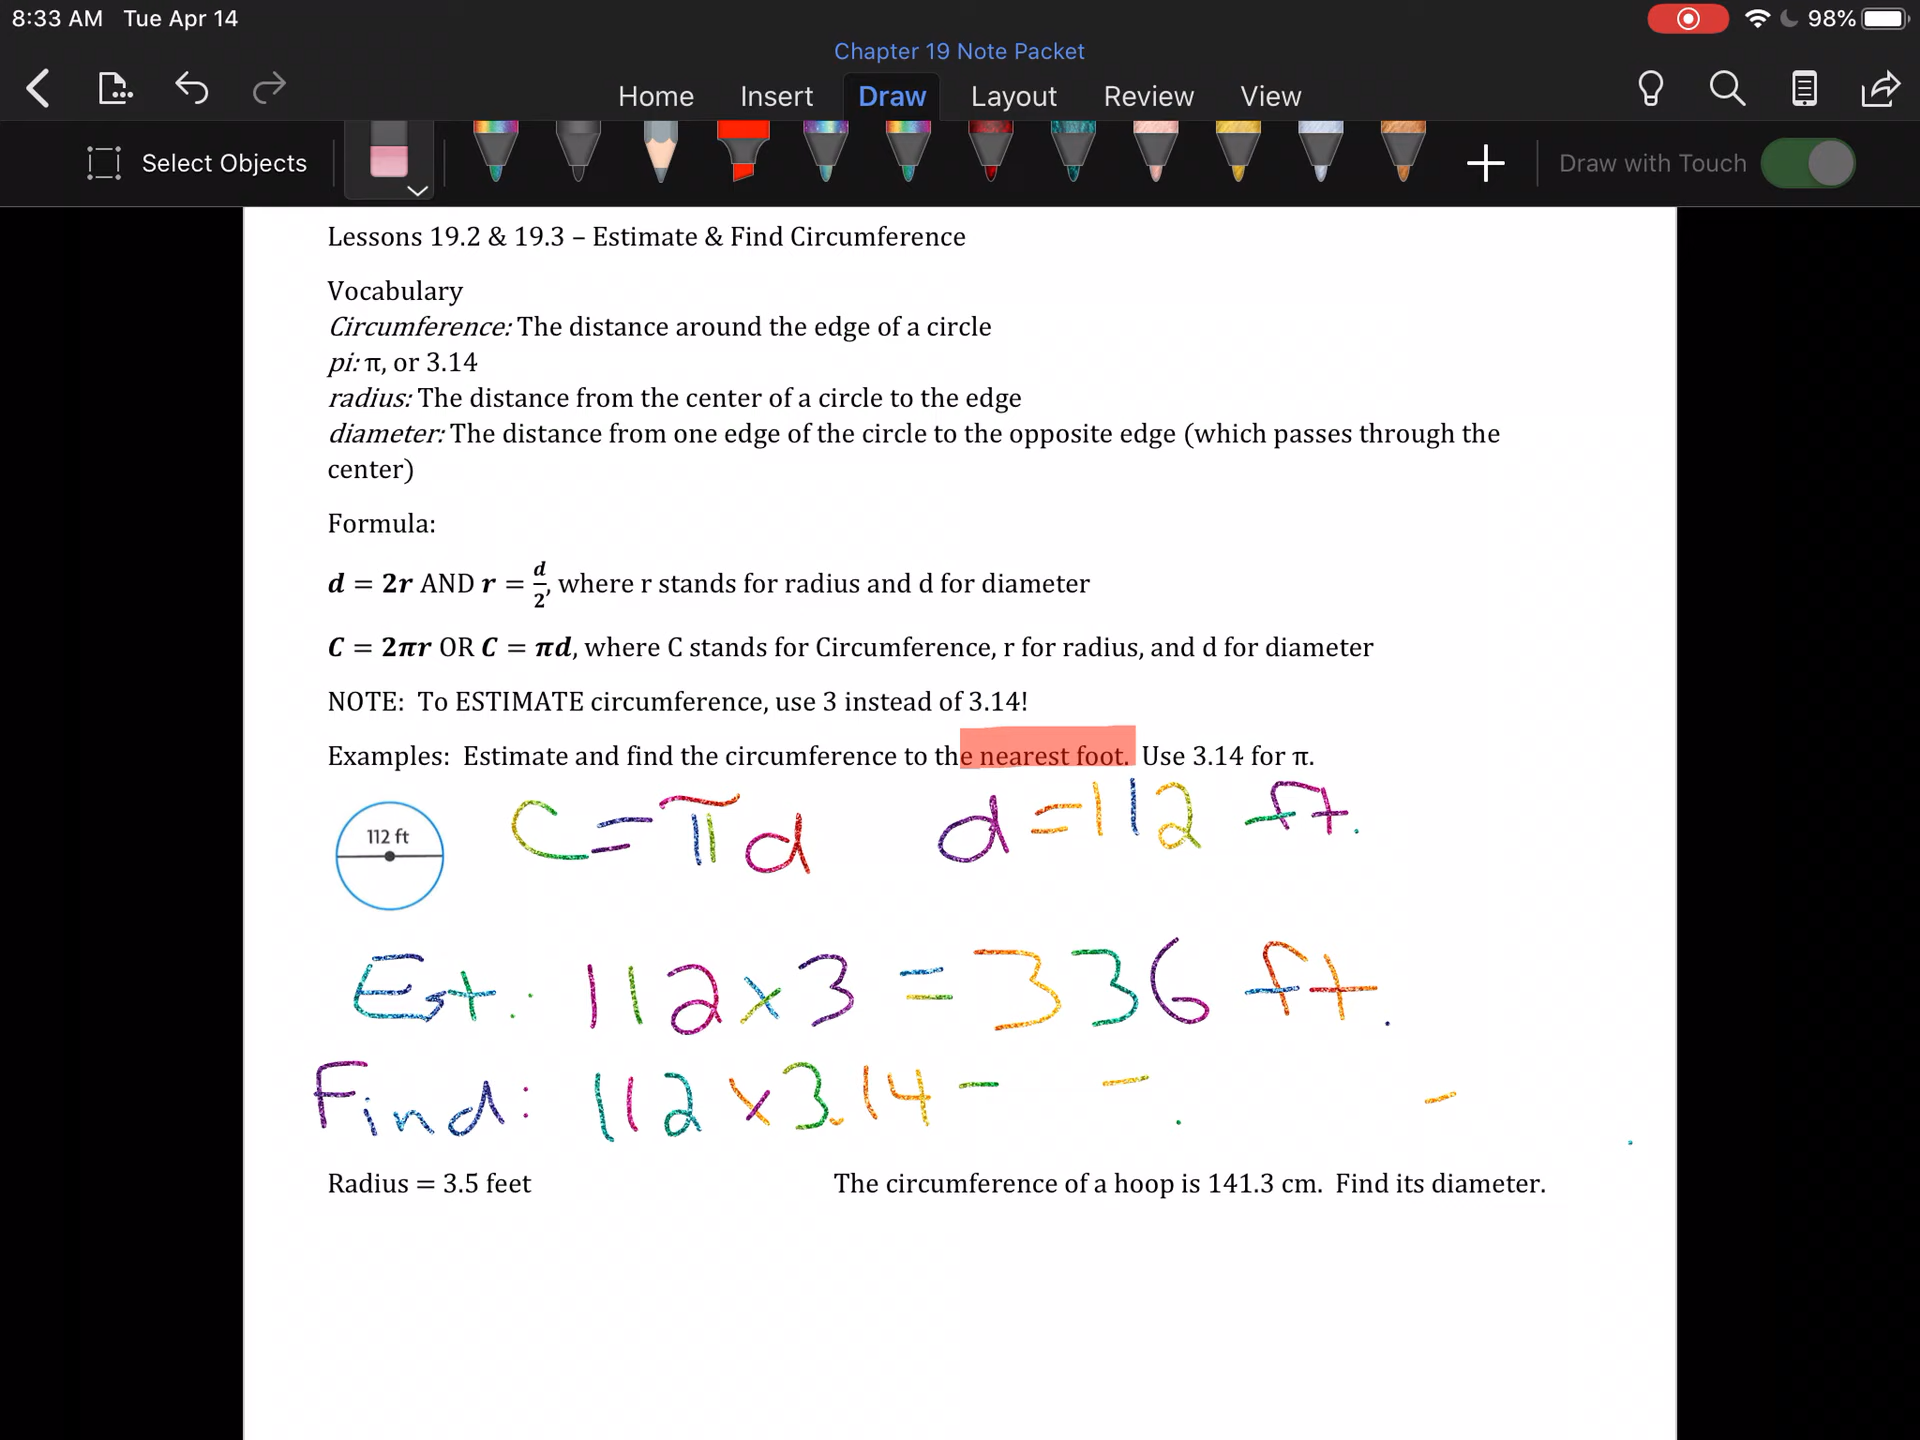 8:33 AM Tue Apr 14 98%
Chapter 19 Note Packet
Home Insert Draw Layout Review View
Select Objects Draw with Touch
Lessons 19.2 & 19.3 – Estimate & Find Circumference
Vocabulary
Circumference: The distance around the edge of a circle
pi: π, or 3.14
radius: The distance from the center of a circle to the edge
diameter: The distance from one edge of the circle to the opposite edge (which passes through the
center)
Formula:
d = 2r AND r = d/2, where r stands for radius and d for diameter
C = 2πr OR C = πd, where C stands for Circumference, r for radius, and d for diameter
NOTE: To ESTIMATE circumference, use 3 instead of 3.14!
Examples: Estimate and find the circumference to the nearest foot. Use 3.14 for π.
112 ft C = πd d = 112 ft.
Est.: 112 x 3 = 336 ft.
Find: 112 x 3.14
Radius = 3.5 feet The circumference of a hoop is 141.3 cm. Find its diameter.